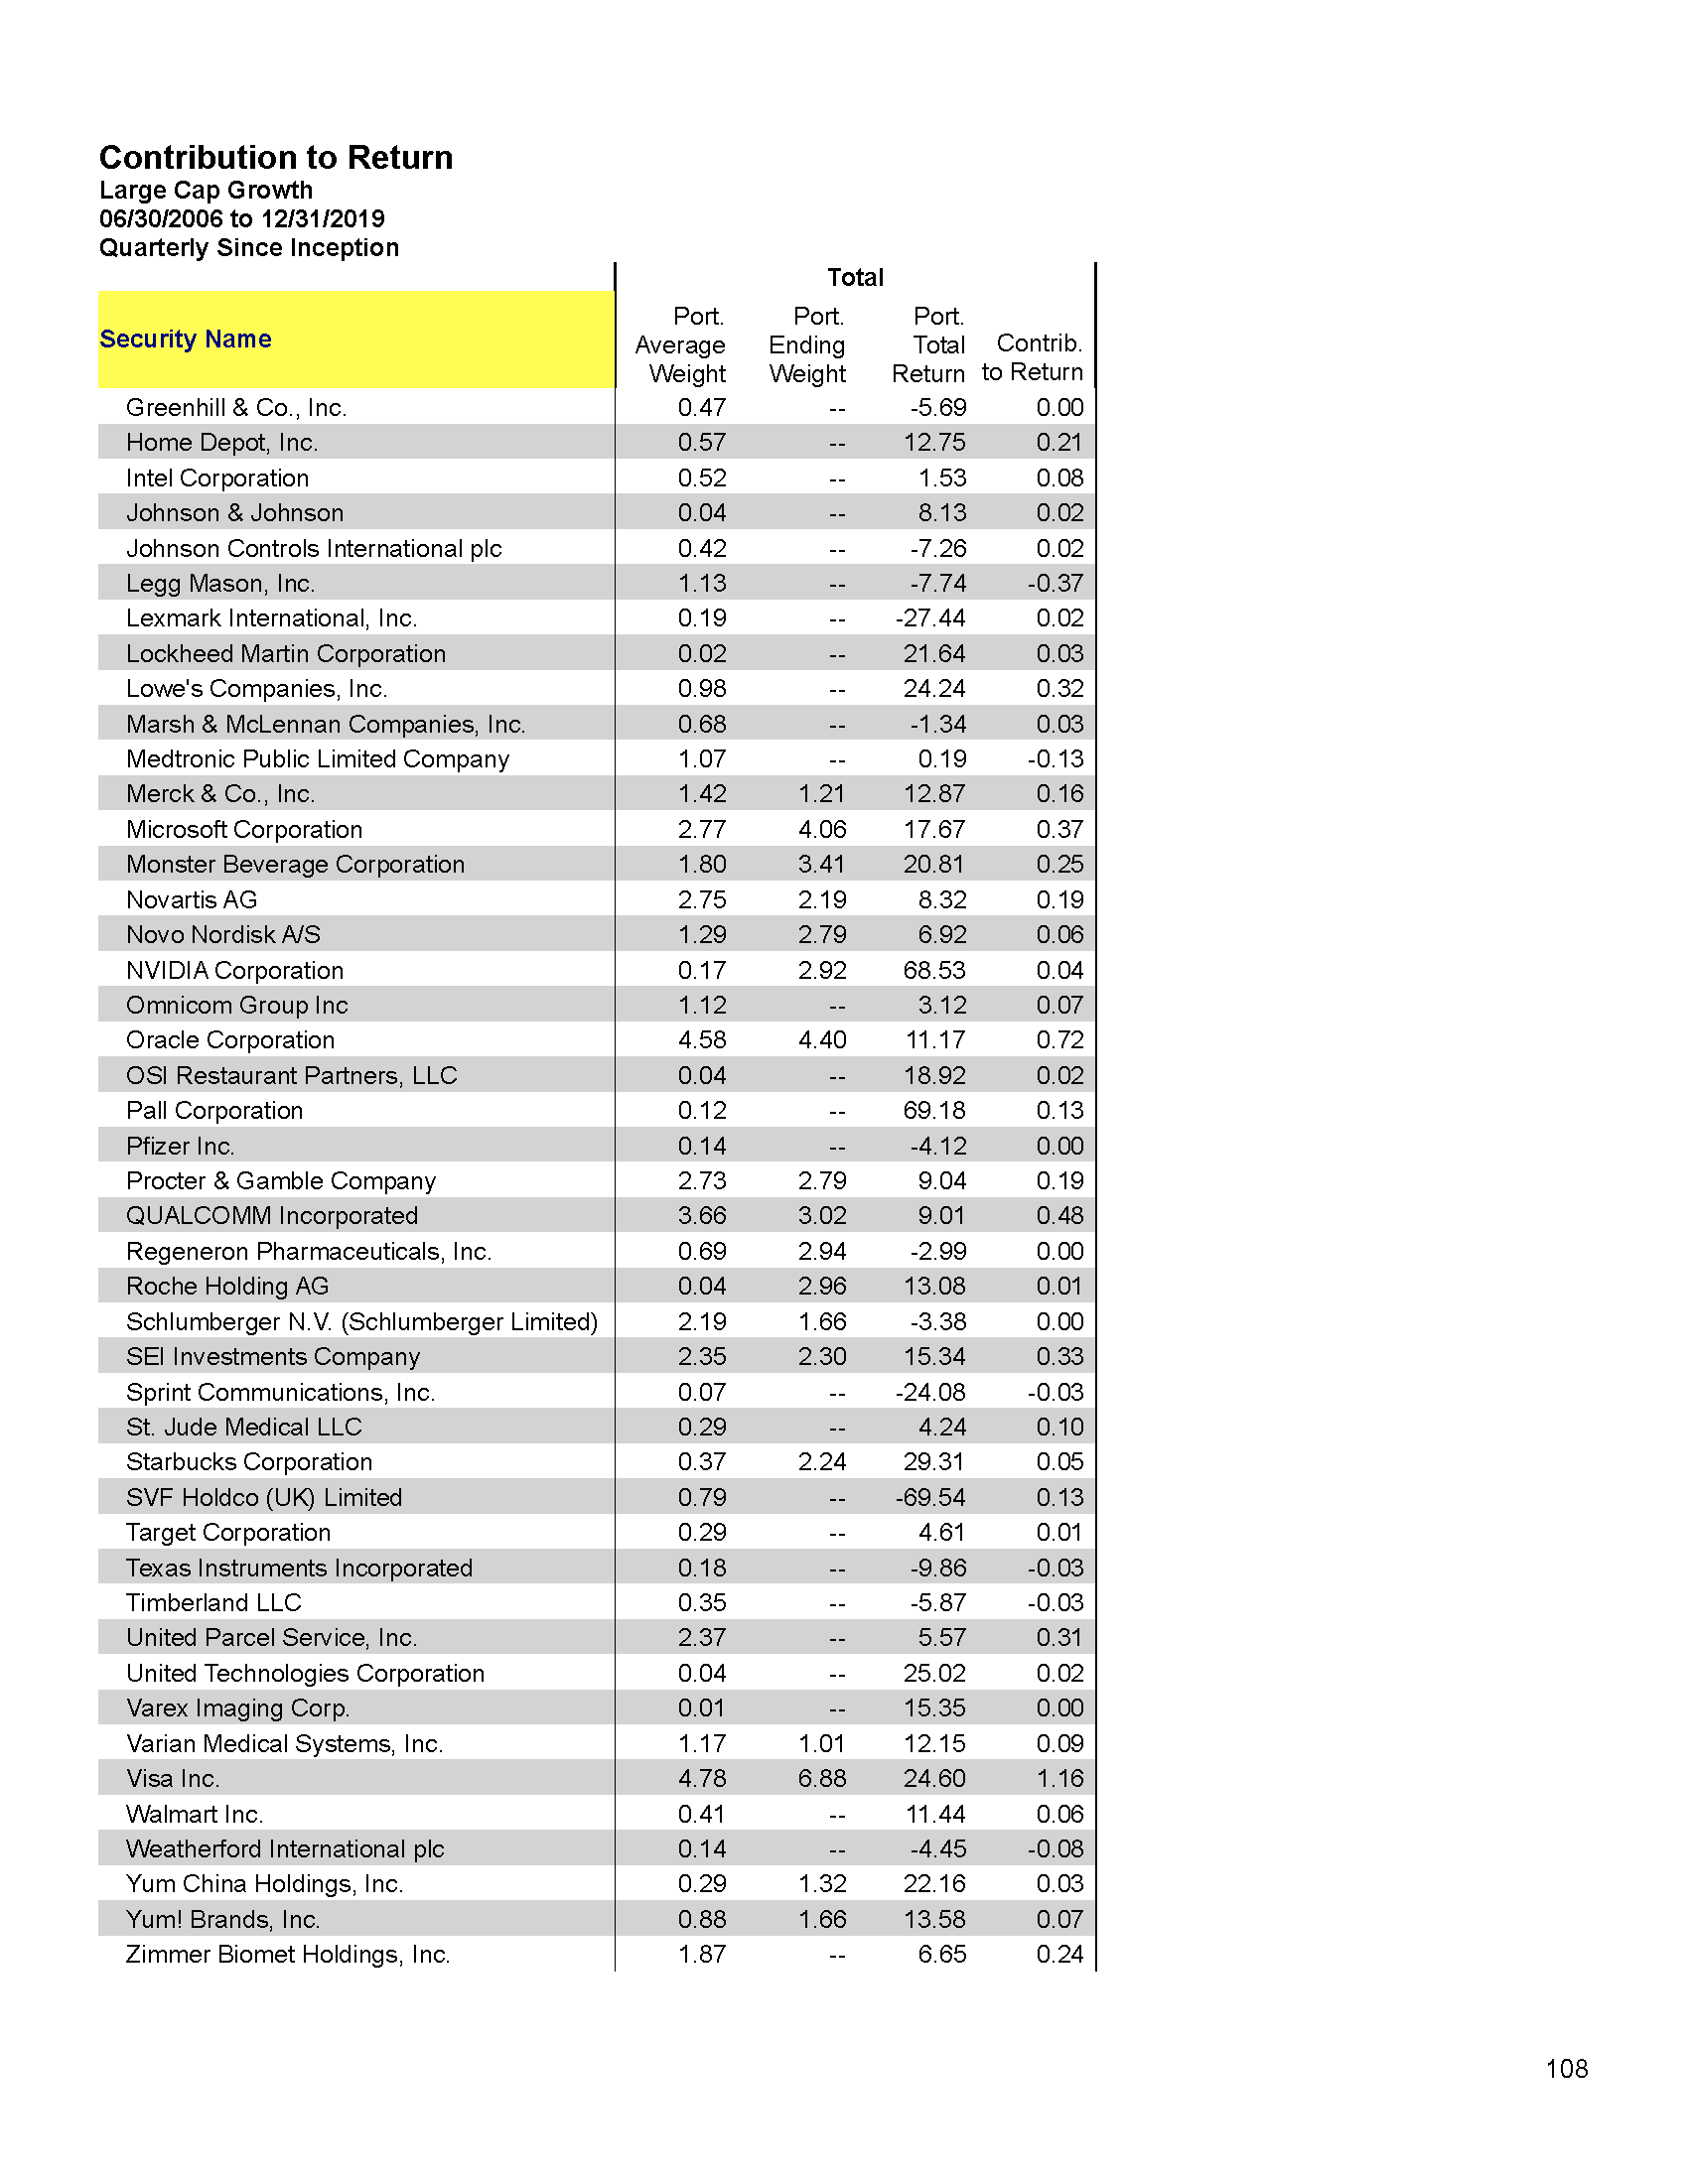 Contribution to Return
Large Cap Growth
06/30/2006 to 12/31/2019
Quarterly Since Inception
Total
Security Name
Port. Average Weight
Port. Ending Weight
Port. Total Return
Contrib. to Return
Greenhill & Co., Inc. 0.47 -- -5.69 0.00
Home Depot, Inc. 0.57 -- 12.75 0.21
Intel Corporation 0.52 -- 1.53 0.08
Johnson & Johnson 0.04 -- 8.13 0.02
Johnson Controls International plc 0.42 -- -7.26 0.02
Legg Mason, Inc. 1.13 -- -7.74 -0.37
Lexmark International, Inc. 0.19 -- -27.44 0.02
Lockheed Martin Corporation 0.02 -- 21.64 0.03
Lowe's Companies, Inc. 0.98 -- 24.24 0.32
Marsh & McLennan Companies, Inc. 0.68 -- -1.34 0.03
Medtronic Public Limited Company 1.07 -- 0.19 -0.13
Merck & Co., Inc. 1.42 1.21 12.87 0.16
Microsoft Corporation 2.77 4.06 17.67 0.37
Monster Beverage Corporation 1.80 3.41 20.81 0.25
Novartis AG 2.75 2.19 8.32 0.19
Novo Nordisk A/S 1.29 2.79 6.92 0.06
NVIDIA Corporation 0.17 2.92 68.53 0.04
Omnicom Group Inc 1.12 -- 3.12 0.07
Oracle Corporation 4.58 4.40 11.17 0.72
OSI Restaurant Partners, LLC 0.04 -- 18.92 0.02
Pall Corporation 0.12 -- 69.18 0.13
Pfizer Inc. 0.14 -- -4.12 0.00
Procter & Gamble Company 2.73 2.79 9.04 0.19
QUALCOMM Incorporated 3.66 3.02 9.01 0.48
Regeneron Pharmaceuticals, Inc. 0.69 2.94 -2.99 0.00
Roche Holding AG 0.04 2.96 13.08 0.01
Schlumberger N.V. (Schlumberger Limited) 2.19 1.66 -3.38 0.00
SEI Investments Company 2.35 2.30 15.34 0.33
Sprint Communications, Inc. 0.07 -- -24.08 -0.03
St. Jude Medical LLC 0.29 -- 4.24 0.10
Starbucks Corporation 0.37 2.24 29.31 0.05
SVF Holdco (UK) Limited 0.79 -- -69.54 0.13
Target Corporation 0.29 -- 4.61 0.01
Texas Instruments Incorporated 0.18 -- -9.86 -0.03
Timberland LLC 0.35 -- -5.87 -0.03
United Parcel Service, Inc. 2.37 -- 5.57 0.31
United Technologies Corporation 0.04 -- 25.02 0.02
Varex Imaging Corp. 0.01 -- 15.35 0.00
Varian Medical Systems, Inc. 1.17 1.01 12.15 0.09
Visa Inc. 4.78 6.88 24.60 1.16
Walmart Inc. 0.41 -- 11.44 0.06
Weatherford International plc 0.14 -- -4.45 -0.08
Yum China Holdings, Inc. 0.29 1.32 22.16 0.03
Yum! Brands, Inc. 0.88 1.66 13.58 0.07
Zimmer Biomet Holdings, Inc. 1.87 -- 6.65 0.24
108